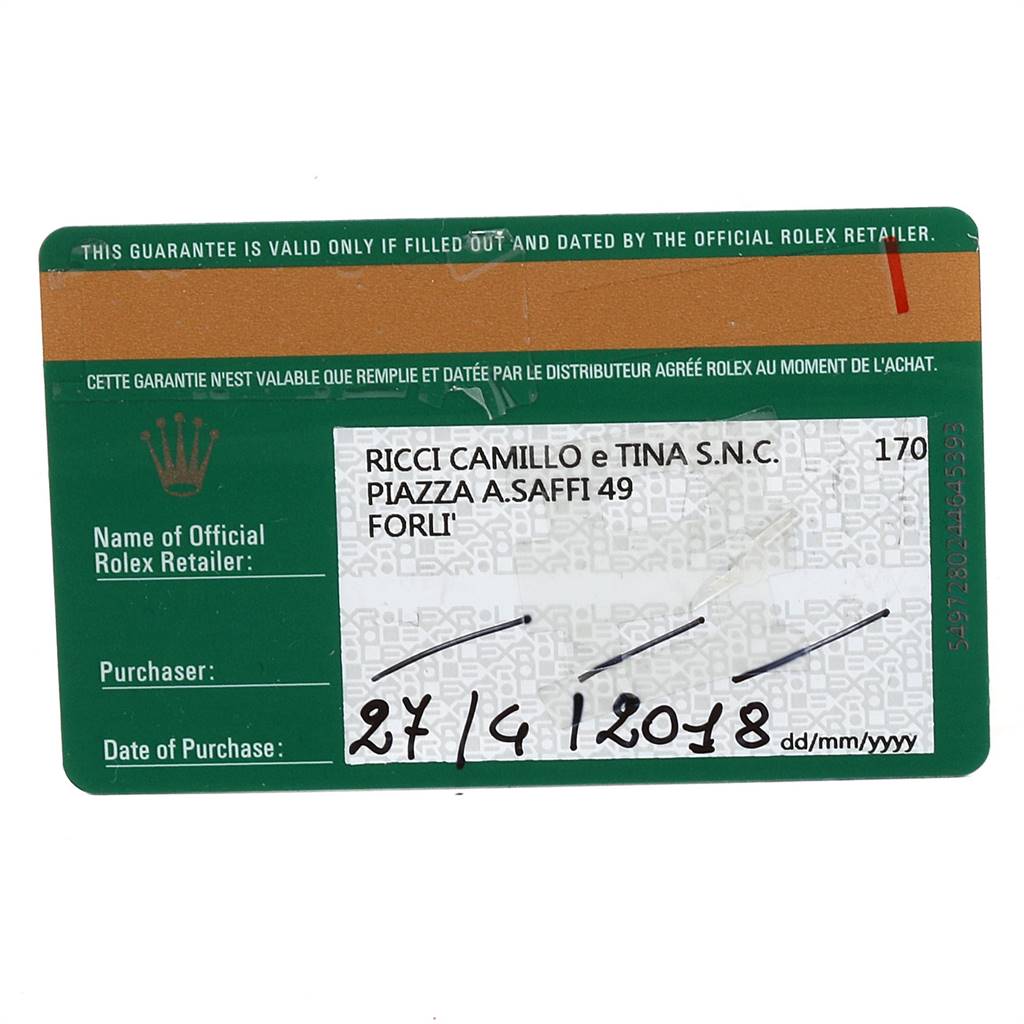 THIS GUARANTEE IS VALID ONLY IF FILLED OUT AND DATED BY THE OFFICIAL ROLEX RETAILER.
CETTE GARANTIE N'EST VALABLE QUE REMPLIE ET DATÉE PAR LE DISTRIBUTEUR AGRÉÉ ROLEX AU MOMENT DE L'ACHAT.
RICCI CAMILLO e TINA S.N.C. 170
PIAZZA A.SAFFI 49
FORLI'
Name of Official
Rolex Retailer:
Purchaser:
Date of Purchase: 27/4/2018 dd/mm/yyyy
5497280244645393